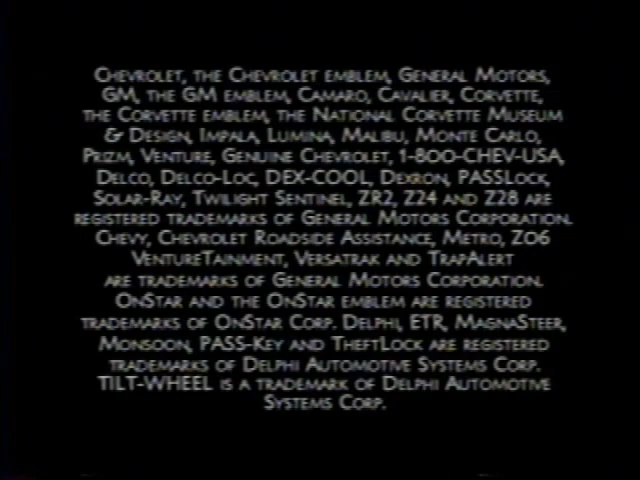 Chevrolet, the Chevrolet emblem, General Motors,
GM, the GM emblem, Camaro, Cavalier, Corvette,
the Corvette emblem, the National Corvette Museum
& Design, Impala, Lumina, Malibu, Monte Carlo,
Prizm, Venture, Genuine Chevrolet, 1-800-CHEV-USA,
Delco, Delco-Loc, DEX-COOL, Dexron, PASSLock,
Solar-Ray, Twilight Sentinel, ZR2, Z24 and Z28 are
registered trademarks of General Motors Corporation.
Chevy, Chevrolet Roadside Assistance, Metro, Z06
VentureTainment, Versatrak and TrapAlert
are trademarks of General Motors Corporation.
OnStar and the OnStar emblem are registered
trademarks of OnStar Corp. Delphi, ETR, MagnaSteer,
Monsoon, PASS-Key and TheftLock are registered
trademarks of Delphi Automotive Systems Corp.
TILT-WHEEL is a trademark of Delphi Automotive
Systems Corp.